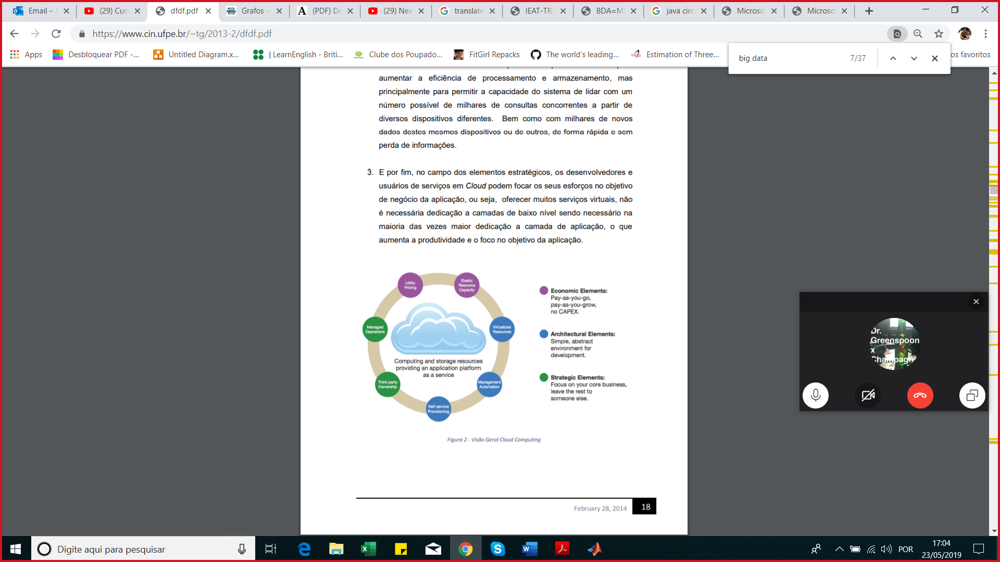 Email – J
(29) Curs
dfdf.pdf
Grafos -
(PDF) De
(29) Nex
translate
IEAT-TR-
BDA=MI
java circ
Microso
Microso
https://www.cin.ufpe.br/~tg/2013-2/dfdf.pdf
Apps
Desbloquear PDF -...
Untitled Diagram.x...
| LearnEnglish - Briti...
Clube dos Poupado...
FitGirl Repacks
The world's leading...
Estimation of Three...
os favoritos
big data
7/37
aumentar a eficiência de processamento e armazenamento, mas
principalmente para permitir a capacidade do sistema de lidar com um
número possível de milhares de consultas concorrentes a partir de
diversos dispositivos diferentes. Bem como com milhares de novos
dados destes mesmos dispositivos ou de outros, de forma rápida e sem
perda de informações.
3. E por fim, no campo dos elementos estratégicos, os desenvolvedores e
usuários de serviços em Cloud podem focar os seus esforços no objetivo
de negócio da aplicação, ou seja, oferecer muitos serviços virtuais, não
é necessária dedicação a camadas de baixo nível sendo necessário na
maioria das vezes maior dedicação a camada de aplicação, o que
aumenta a produtividade e o foco no objetivo da aplicação.
Utility
Pricing
Elastic
Resource
Capacity
Managed
Operations
Virtualized
Resources
Computing and storage resources
providing an application platform
as a service
Third-party
Ownership
Management
Automation
Self-service
Provisioning
Economic Elements:
Pay-as-you-go,
pay-as-you-grow,
no CAPEX.
Architectural Elements:
Simple, abstract
environment for
development.
Strategic Elements:
Focus on your core business,
leave the rest to
someone else.
Figura 2 - Visão Geral Cloud Computing
February 28, 2014
18
Dr.
Greenspoon
x
Champagn
Digite aqui para pesquisar
POR
17:04
23/05/2019